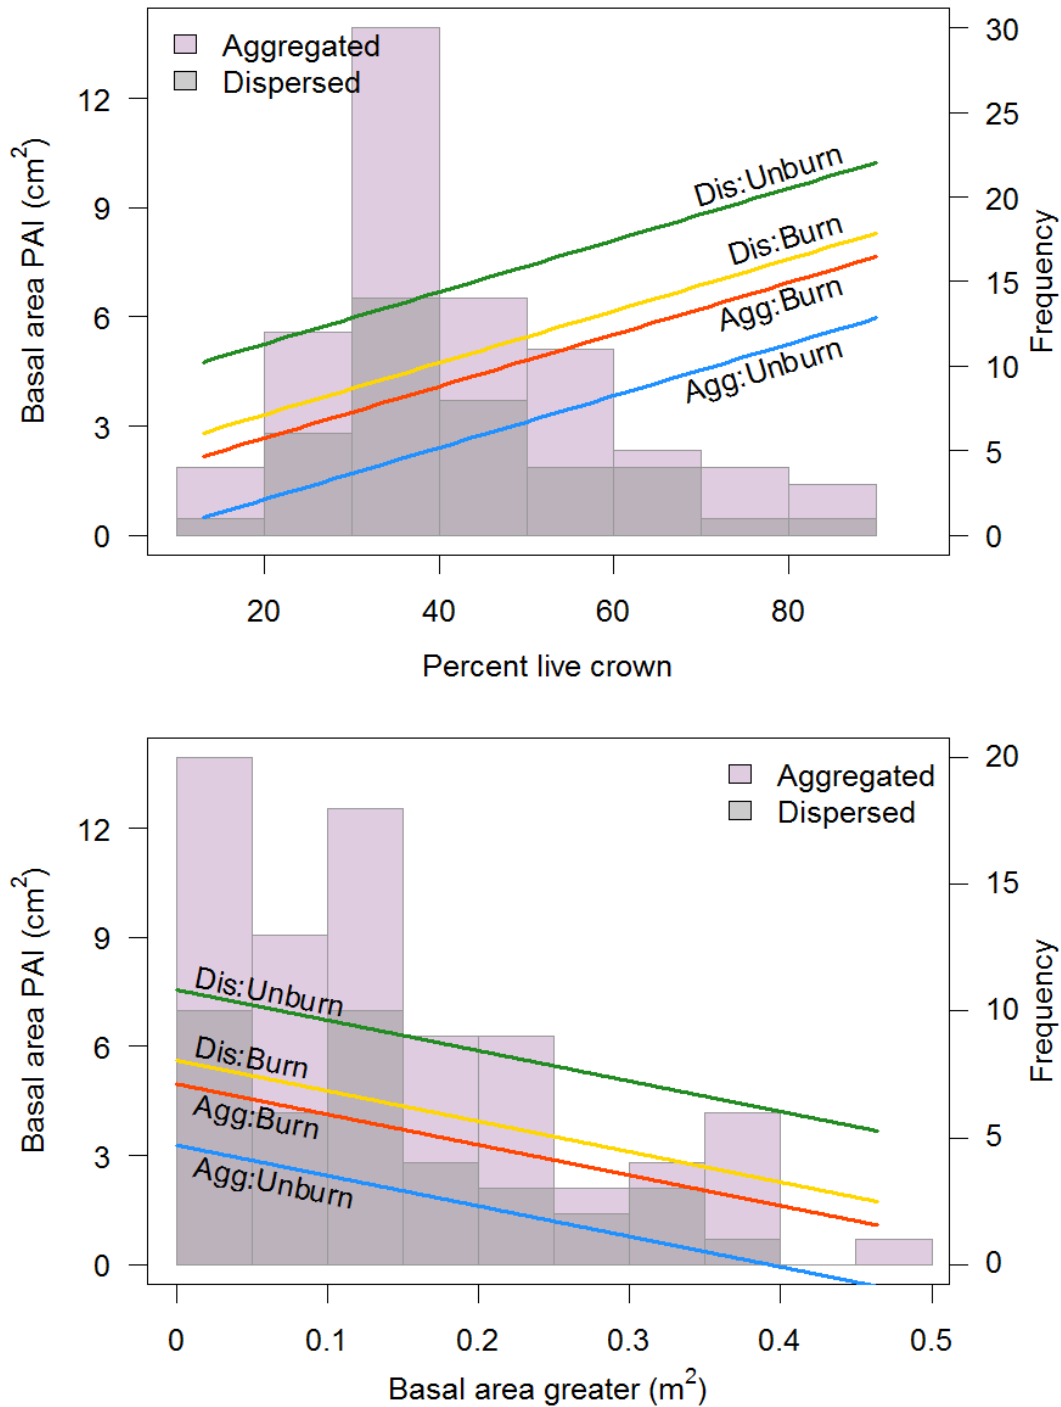 Aggregated
Dispersed
Basal area PAI (cm²)
12
9
6
3
0
30
25
20
15
10
5
0
Frequency
Dis:Unburn
Dis:Burn
Agg:Burn
Agg:Unburn
20 40 60 80
Percent live crown
Aggregated
Dispersed
Basal area PAI (cm²)
12
9
6
3
0
20
15
10
5
0
Frequency
Dis:Unburn
Dis:Burn
Agg:Burn
Agg:Unburn
0 0.1 0.2 0.3 0.4 0.5
Basal area greater (m²)